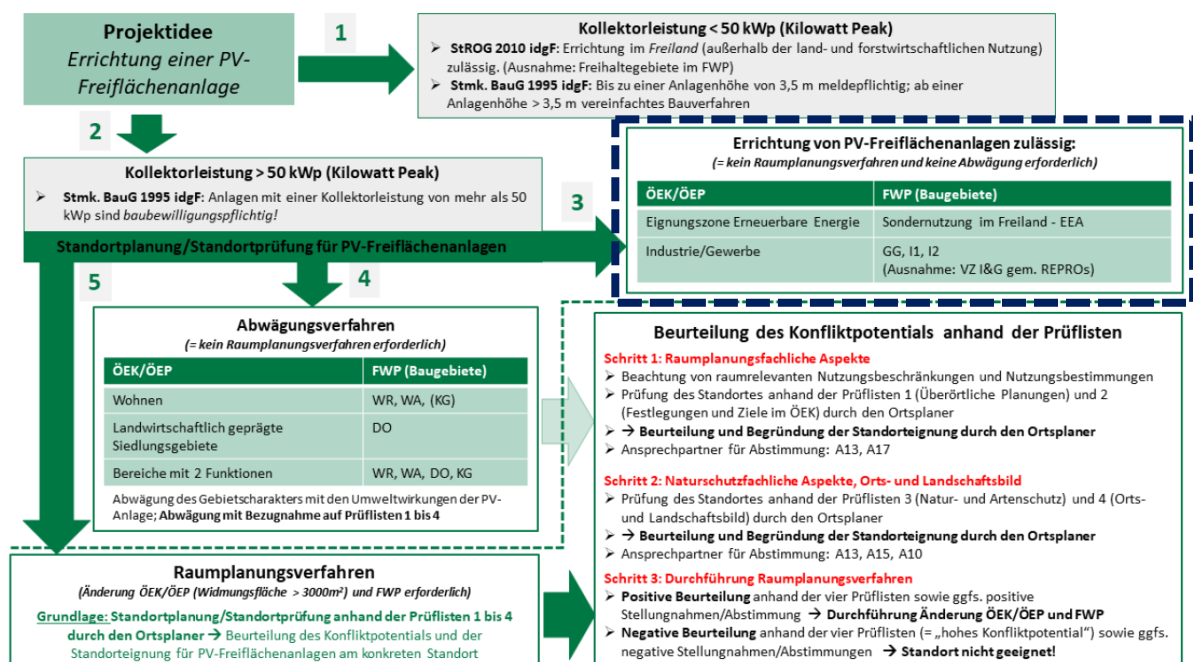 Projektidee
Errichtung einer PV-
Freiflächenanlage
1
Kollektorleistung < 50 kWp (Kilowatt Peak)
➢ StROG 2010 idgF: Errichtung im Freiland (außerhalb der land- und forstwirtschaftlichen Nutzung)
zulässig. (Ausnahme: Freihaltegebiete im FWP)
➢ Stmk. BauG 1995 idgF: Bis zu einer Anlagenhöhe von 3,5 m meldepflichtig; ab einer
Anlagenhöhe > 3,5 m vereinfachtes Bauverfahren
2
Kollektorleistung > 50 kWp (Kilowatt Peak)
➢ Stmk. BauG 1995 idgF: Anlagen mit einer Kollektorleistung von mehr als 50
kWp sind baubewilligungspflichtig!
Standortplanung/Standortprüfung für PV-Freiflächenanlagen
3
Errichtung von PV-Freiflächenanlagen zulässig:
(= kein Raumplanungsverfahren und keine Abwägung erforderlich)
ÖEK/ÖEP FWP (Baugebiete)
Eignungszone Erneuerbare Energie Sondernutzung im Freiland - EEA
Industrie/Gewerbe GG, I1, I2
(Ausnahme: VZ I&G gem. REPROs)
5
4
Abwägungsverfahren
(= kein Raumplanungsverfahren erforderlich)
ÖEK/ÖEP FWP (Baugebiete)
Wohnen WR, WA, (KG)
Landwirtschaftlich geprägte
Siedlungsgebiete DO
Bereiche mit 2 Funktionen WR, WA, DO, KG
Abwägung des Gebietscharakters mit den Umweltwirkungen der PV-
Anlage; Abwägung mit Bezugnahme auf Prüflisten 1 bis 4
Raumplanungsverfahren
(Änderung ÖEK/ÖEP (Widmungsfläche > 3000m²) und FWP erforderlich)
Grundlage: Standortplanung/Standortprüfung anhand der Prüflisten 1 bis 4
durch den Ortsplaner → Beurteilung des Konfliktpotentials und der
Standorteignung für PV-Freiflächenanlagen am konkreten Standort
Beurteilung des Konfliktpotentials anhand der Prüflisten
Schritt 1: Raumplanungsfachliche Aspekte
➢ Beachtung von raumrelevanten Nutzungsbeschränkungen und Nutzungsbestimmungen
➢ Prüfung des Standortes anhand der Prüflisten 1 (Überörtliche Planungen) und 2
(Festlegungen und Ziele im ÖEK) durch den Ortsplaner
➢ → Beurteilung und Begründung der Standorteignung durch den Ortsplaner
➢ Ansprechpartner für Abstimmung: A13, A17
Schritt 2: Naturschutzfachliche Aspekte, Orts- und Landschaftsbild
➢ Prüfung des Standortes anhand der Prüflisten 3 (Natur- und Artenschutz) und 4 (Orts-
und Landschaftsbild) durch den Ortsplaner
➢ → Beurteilung und Begründung der Standorteignung durch den Ortsplaner
➢ Ansprechpartner für Abstimmung: A13, A15, A10
Schritt 3: Durchführung Raumplanungsverfahren
➢ Positive Beurteilung anhand der vier Prüflisten sowie ggfs. positive
Stellungnahmen/Abstimmung → Durchführung Änderung ÖEK/ÖEP und FWP
➢ Negative Beurteilung anhand der vier Prüflisten (= „hohes Konfliktpotential“) sowie ggfs.
negative Stellungnahmen/Abstimmungen → Standort nicht geeignet!